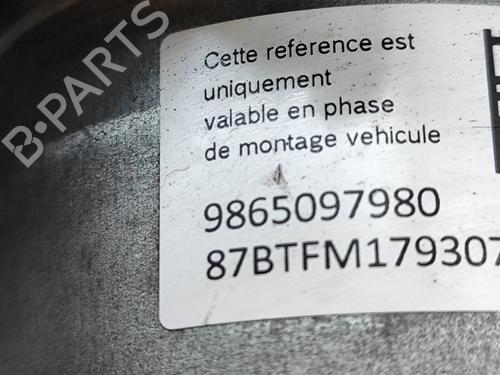 Cette reference est
uniquement
valable en phase
de montage vehicule
9865097980
87BTFM179307
B-PARTS